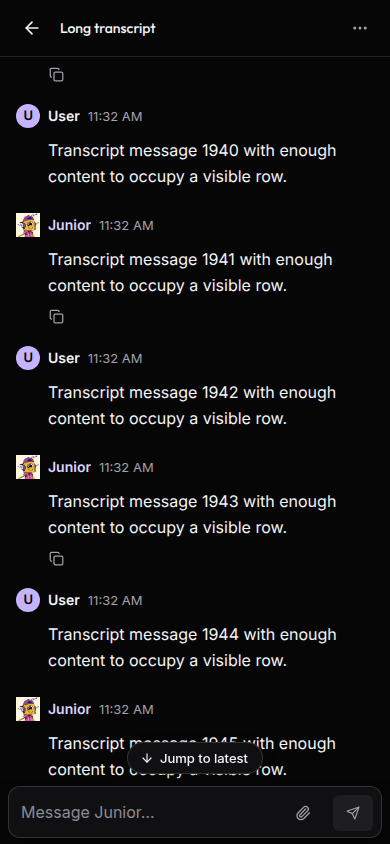 Long transcript
U User 11:32 AM
Transcript message 1940 with enough
content to occupy a visible row.
Junior 11:32 AM
Transcript message 1941 with enough
content to occupy a visible row.
U User 11:32 AM
Transcript message 1942 with enough
content to occupy a visible row.
Junior 11:32 AM
Transcript message 1943 with enough
content to occupy a visible row.
U User 11:32 AM
Transcript message 1944 with enough
content to occupy a visible row.
Junior 11:32 AM
Transcript message 1945 with enough
Jump to latest
content to occupy a visible row.
Message Junior...